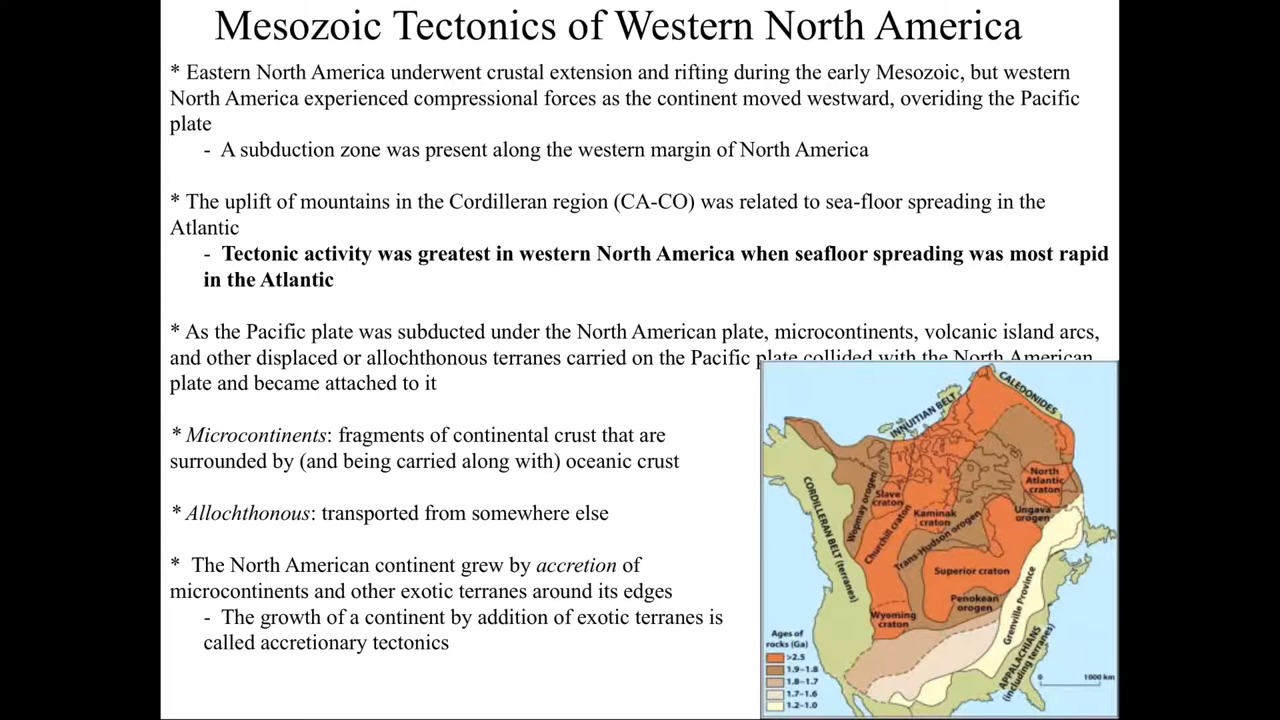 Mesozoic Tectonics of Western North America
* Eastern North America underwent crustal extension and rifting during the early Mesozoic, but western
North America experienced compressional forces as the continent moved westward, overiding the Pacific
plate
- A subduction zone was present along the western margin of North America
* The uplift of mountains in the Cordilleran region (CA-CO) was related to sea-floor spreading in the
Atlantic
- Tectonic activity was greatest in western North America when seafloor spreading was most rapid
in the Atlantic
* As the Pacific plate was subducted under the North American plate, microcontinents, volcanic island arcs,
and other displaced or allochthonous terranes carried on the Pacific plate collided with the North American
plate and became attached to it
* Microcontinents: fragments of continental crust that are
surrounded by (and being carried along with) oceanic crust
* Allochthonous: transported from somewhere else
* The North American continent grew by accretion of
microcontinents and other exotic terranes around its edges
- The growth of a continent by addition of exotic terranes is
called accretionary tectonics
INNUITIAN BELT
CALEDONIDES
CORDILLERAN BELT (terranes)
Wopmay orogen
Slave
craton
Churchill craton
Kaminak
craton
Trans-Hudson orogen
North
Atlantic
craton
Ungava
orogen
Superior craton
Penokean
orogen
Wyoming
craton
Grenville Province
APPALACHIANS
(including terranes)
Ages of
rocks (Ga)
>2.5
1.9–1.8
1.8–1.7
1.7–1.6
1.2–1.0
0 1000 km